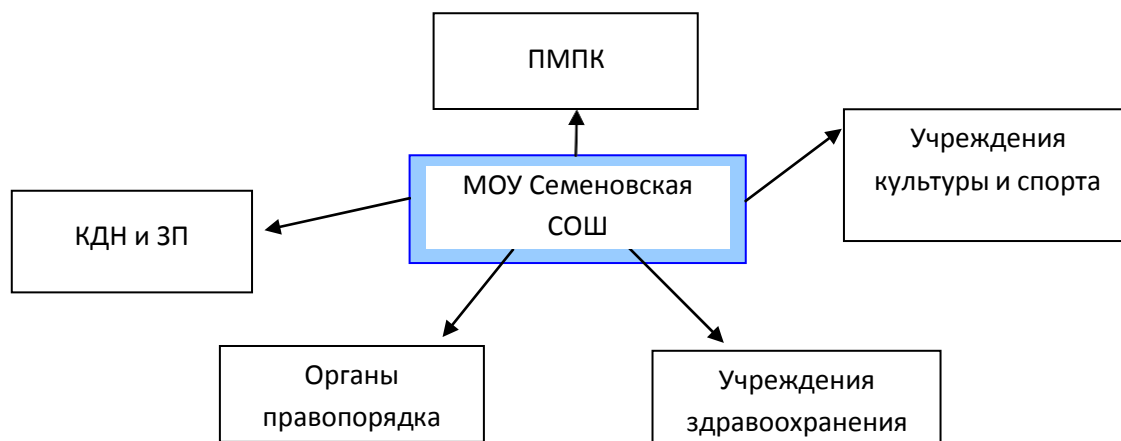 ПМПК
Учреждения
культуры и спорта
МОУ Семеновская
СОШ
КДН и ЗП
Органы
правопорядка
Учреждения
здравоохранения